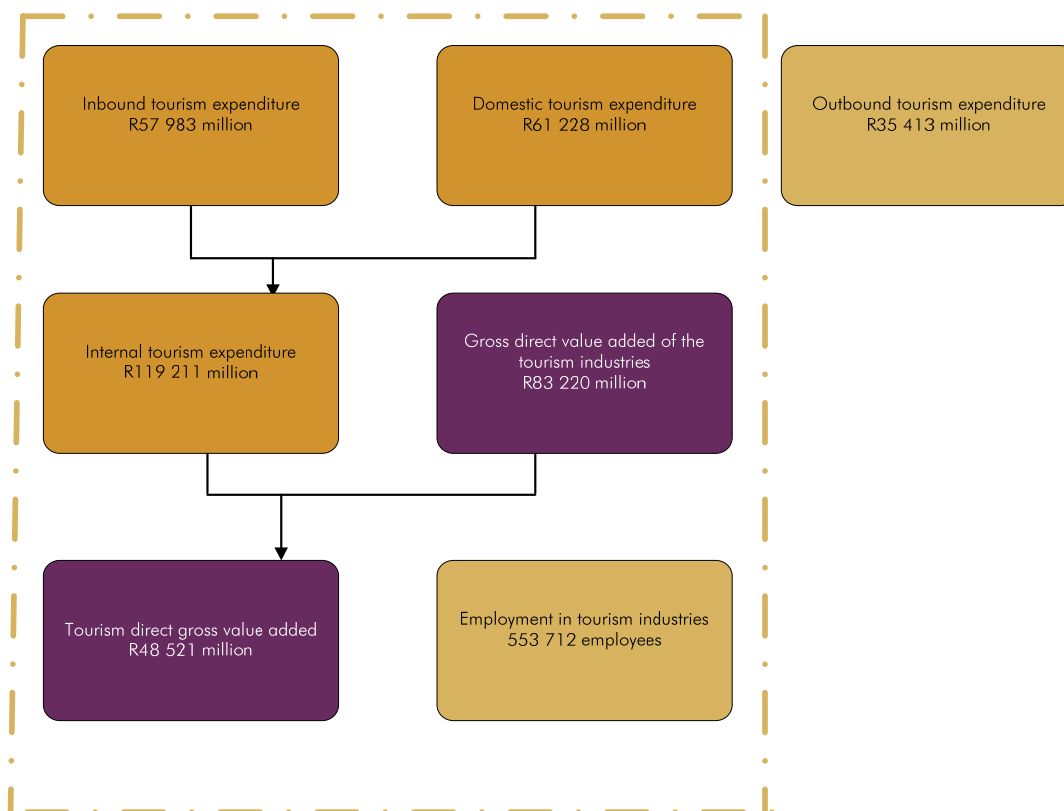 Inbound tourism expenditure
R57 983 million
Domestic tourism expenditure
R61 228 million
Outbound tourism expenditure
R35 413 million
Internal tourism expenditure
R119 211 million
Gross direct value added of the
tourism industries
R83 220 million
Tourism direct gross value added
R48 521 million
Employment in tourism industries
553 712 employees